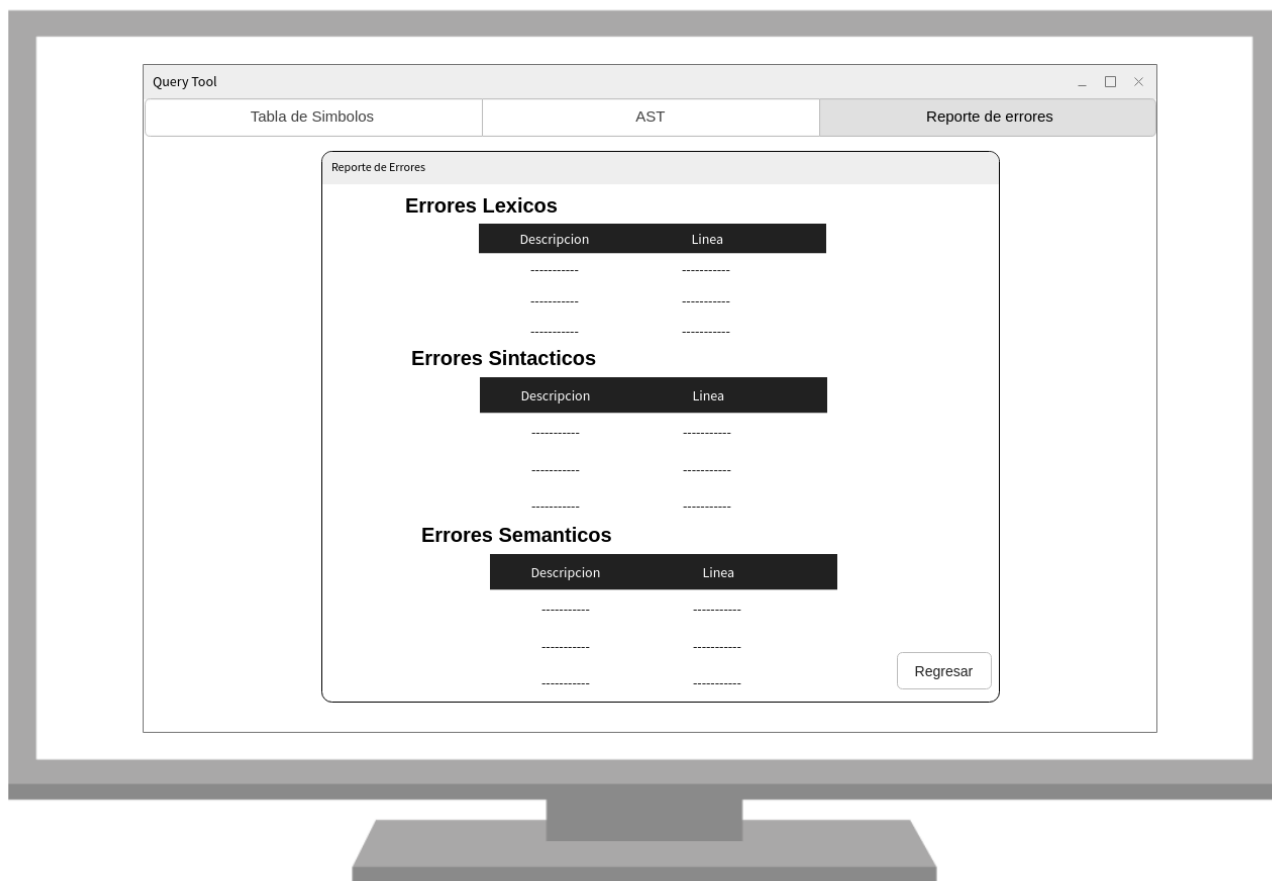 Query Tool
Tabla de Simbolos AST Reporte de errores
Reporte de Errores
Errores Lexicos
Descripcion Linea
----------- -----------
----------- -----------
----------- -----------
Errores Sintacticos
Descripcion Linea
----------- -----------
----------- -----------
----------- -----------
Errores Semanticos
Descripcion Linea
----------- -----------
----------- -----------
Regresar
----------- -----------